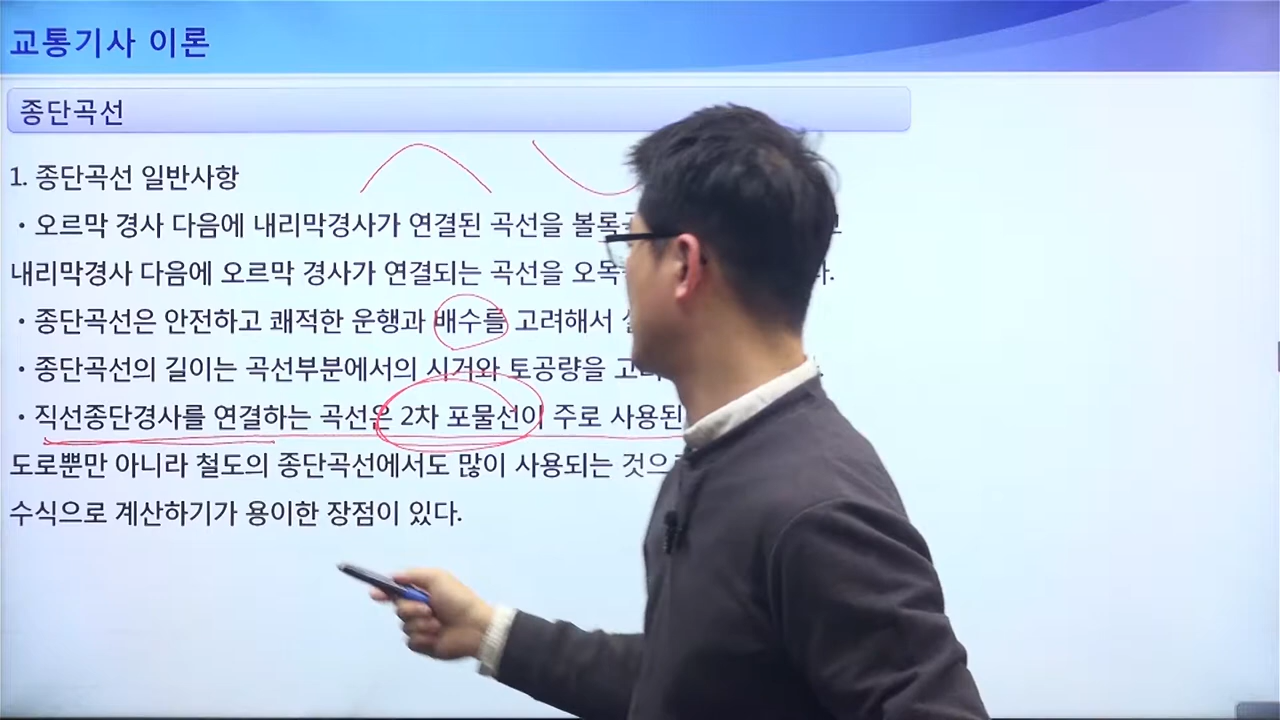 교통기사 이론
종단곡선
1. 종단곡선 일반사항
・오르막 경사 다음에 내리막경사가 연결된 곡선을 볼록
내리막경사 다음에 오르막 경사가 연결되는 곡선을 오목
・종단곡선은 안전하고 쾌적한 운행과 배수를 고려해서
・종단곡선의 길이는 곡선부분에서의 시거와 토공량을
・직선종단경사를 연결하는 곡선은 2차 포물선이 주로 사용된
도로뿐만 아니라 철도의 종단곡선에서도 많이 사용되는
수식으로 계산하기가 용이한 장점이 있다.